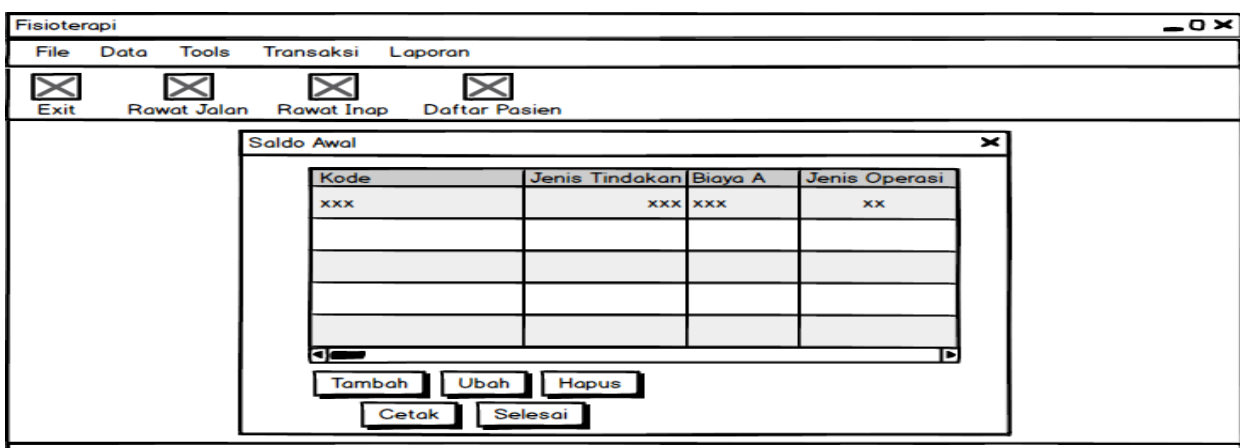 Fisioterapi
File Data Tools Transaksi Laporan
Exit Rawat Jalan Rawat Inap Daftar Pasien
Saldo Awal
Kode Jenis Tindakan Biaya A Jenis Operasi
xxx xxx xxx xx
Tambah Ubah Hapus
Cetak Selesai